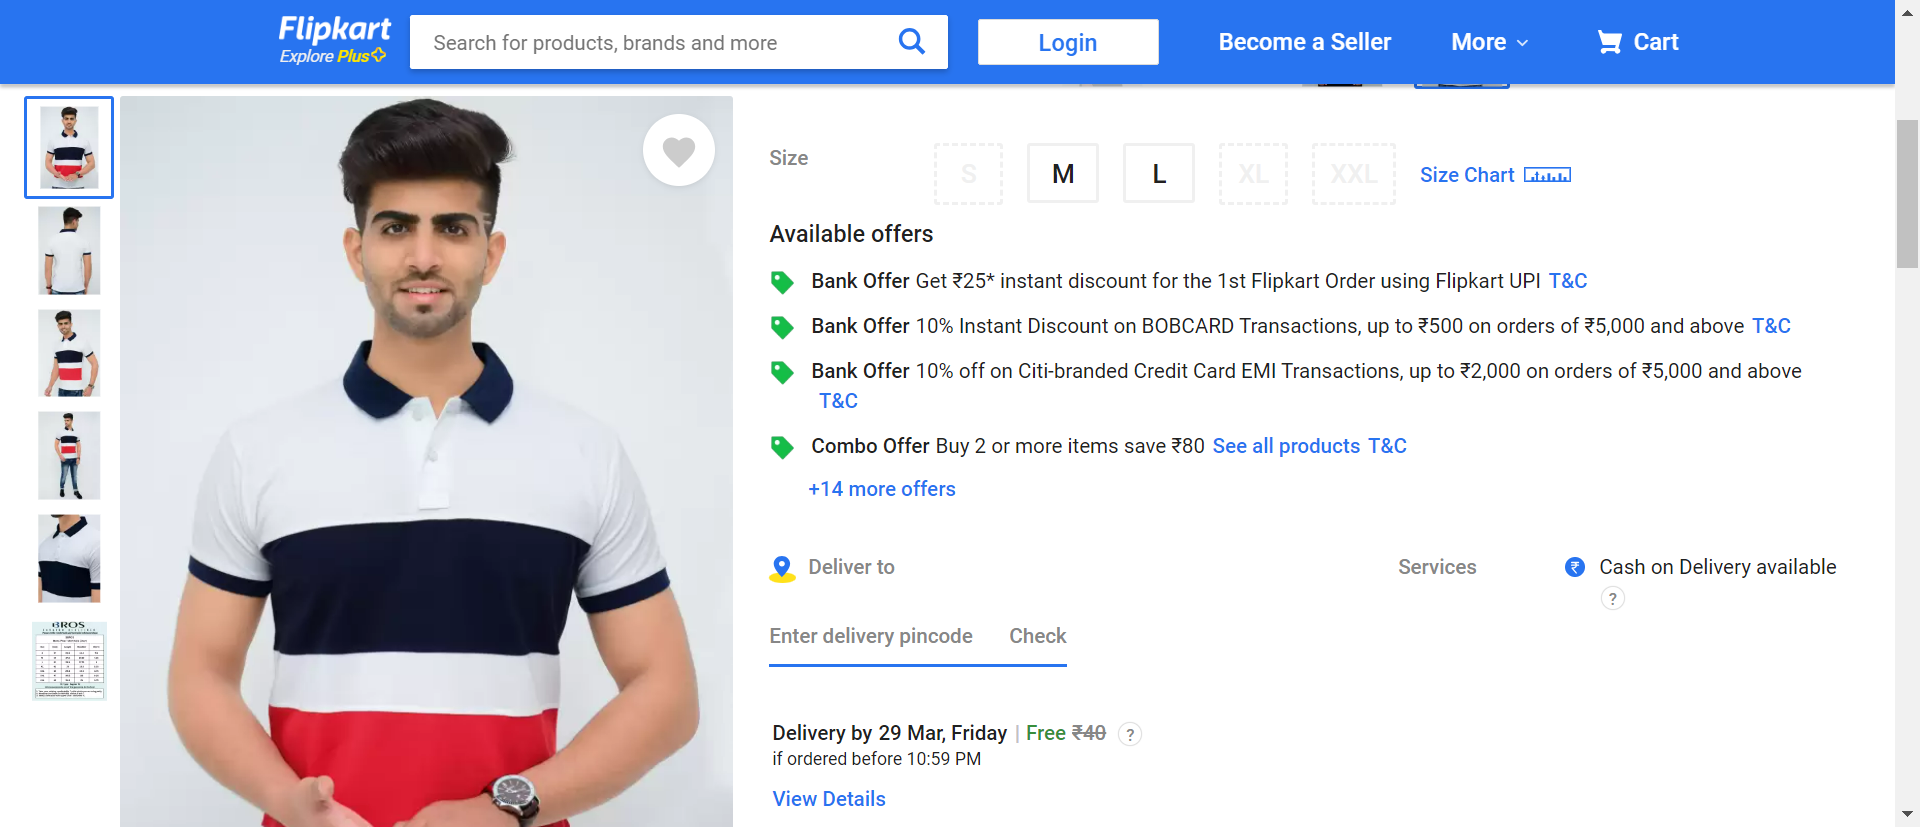 Flipkart
Explore Plus
Search for products, brands and more
Login
Become a Seller
More
Cart
Size
S
M
L
XL
XXL
Size Chart
Available offers
Bank Offer Get ₹25* instant discount for the 1st Flipkart Order using Flipkart UPI T&C
Bank Offer 10% Instant Discount on BOBCARD Transactions, up to ₹500 on orders of ₹5,000 and above T&C
Bank Offer 10% off on Citi-branded Credit Card EMI Transactions, up to ₹2,000 on orders of ₹5,000 and above
T&C
Combo Offer Buy 2 or more items save ₹80 See all products T&C
+14 more offers
Deliver to
Services
₹ Cash on Delivery available
?
Enter delivery pincode
Check
Delivery by 29 Mar, Friday | Free ₹40 ?
if ordered before 10:59 PM
View Details
BROS